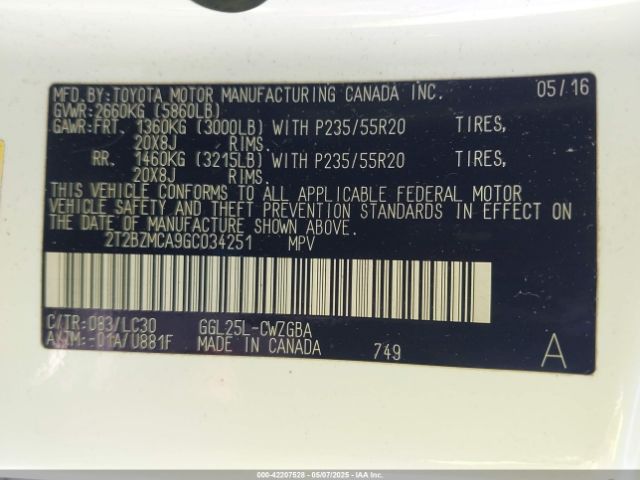 MFD.BY:TOYOTA MOTOR MANUFACTURING CANADA INC. 05/16
GVWR:2660KG (5860LB)
GAWR:FRT. 1360KG (3000LB) WITH P235/55R20 TIRES,
20X8J RIMS.
RR. 1460KG (3215LB) WITH P235/55R20 TIRES,
20X8J RIMS.
THIS VEHICLE CONFORMS TO ALL APPLICABLE FEDERAL MOTOR
VEHICLE SAFETY AND THEFT PREVENTION STANDARDS IN EFFECT ON
THE DATE OF MANUFACTURE SHOWN ABOVE.
2T2BZMCA9GC034251 MPV
C/TR:083/LC30 GGL25L-CWZGBA
A/TM:-01A/U881F MADE IN CANADA 749 A
000-42207528 - 05/07/2025 - IAAI.COM